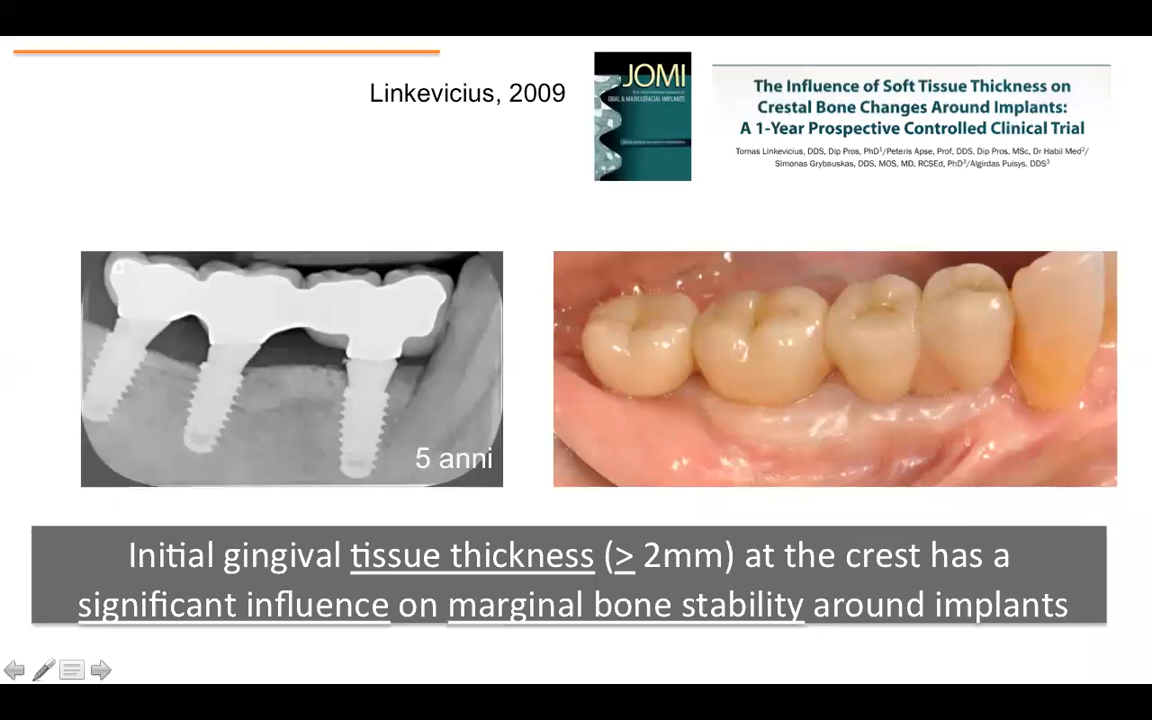 Linkevicius, 2009
JOMI
ORAL & MAXILLOFACIAL IMPLANTS
The Influence of Soft Tissue Thickness on
Crestal Bone Changes Around Implants:
A 1-Year Prospective Controlled Clinical Trial
Tomas Linkevicius, DDS, Dip Pros, PhD1/Peteris Apse, Prof, DDS, Dip Pros, MSc, Dr Habil Med2/
Simonas Grybauskas, DDS, MOS, MD, RCSEd, PhD3/Algirdas Puisys, DDS3
5 anni
Initial gingival tissue thickness (> 2mm) at the crest has a
significant influence on marginal bone stability around implants